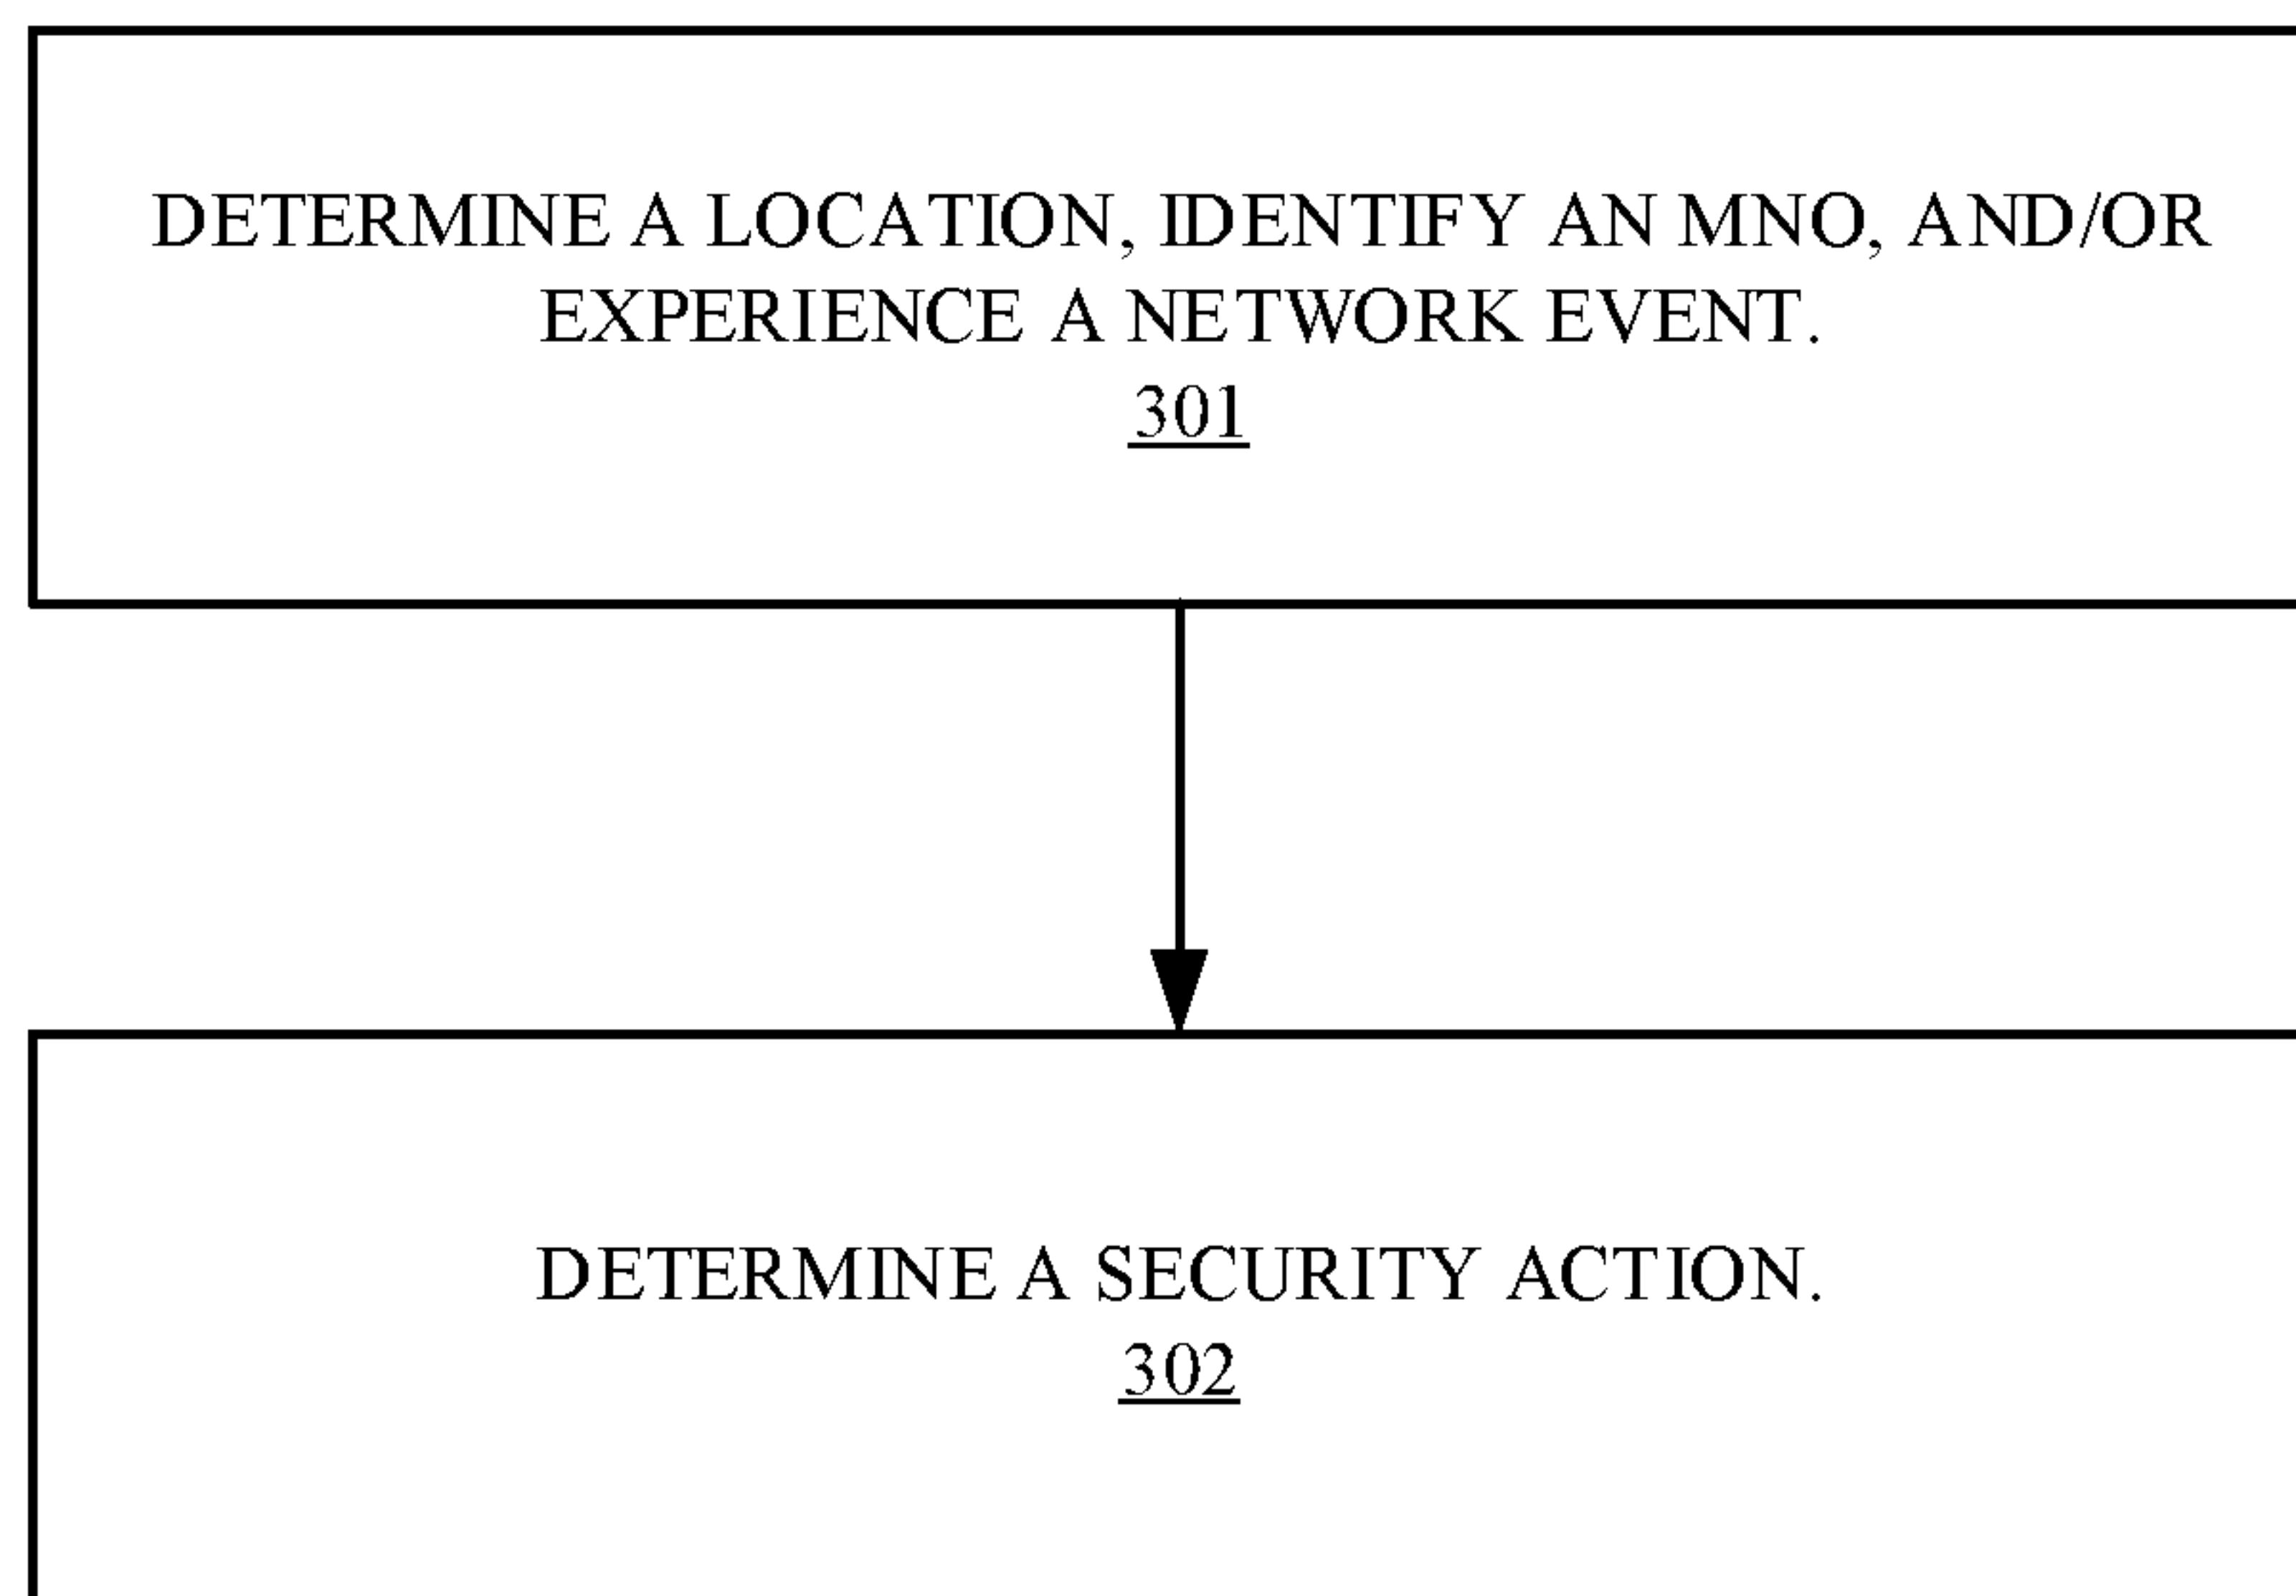 DETERMINE A LOCATION, IDENTIFY AN MNO, AND/OR
EXPERIENCE A NETWORK EVENT.
301
DETERMINE A SECURITY ACTION.
302